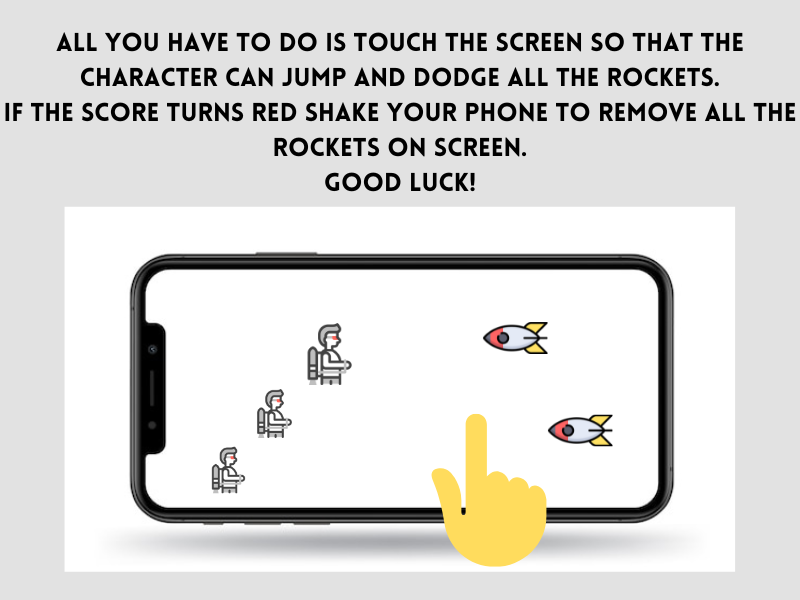 ALL YOU HAVE TO DO IS TOUCH THE SCREEN SO THAT THE
CHARACTER CAN JUMP AND DODGE ALL THE ROCKETS.
IF THE SCORE TURNS RED SHAKE YOUR PHONE TO REMOVE ALL THE
ROCKETS ON SCREEN.
GOOD LUCK!